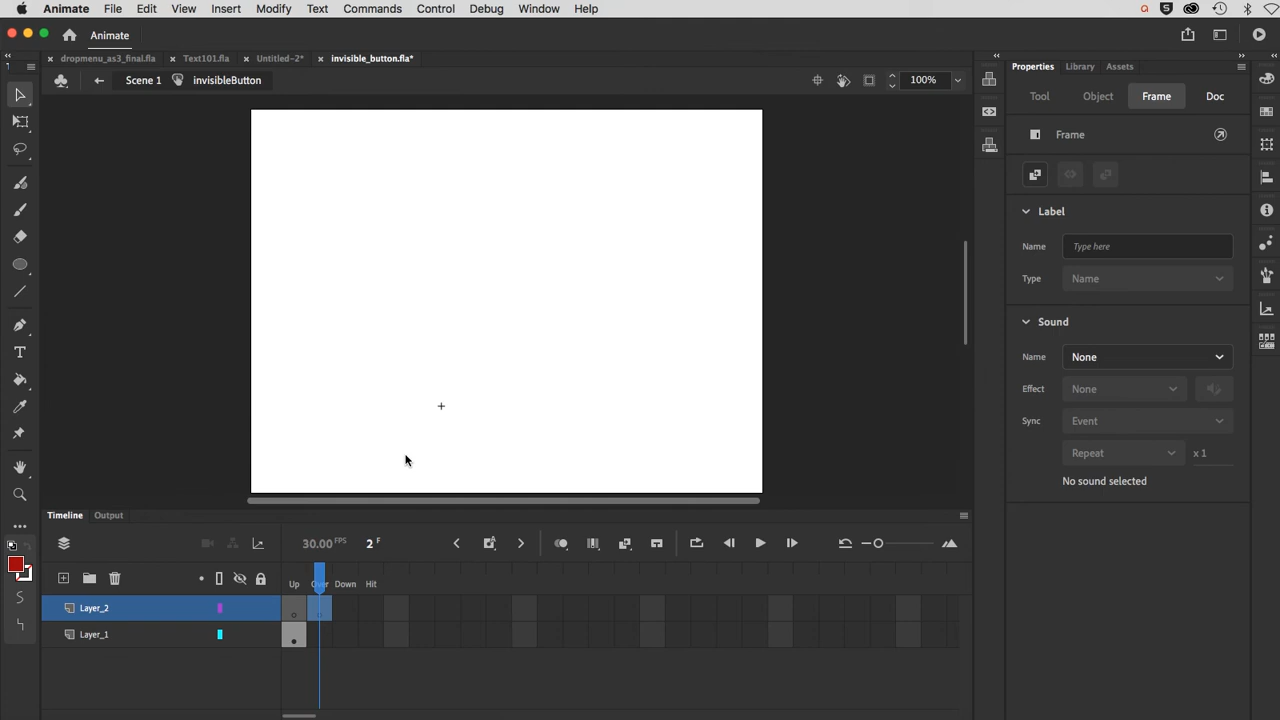 Animate File Edit View Insert Modify Text Commands Control Debug Window Help
Animate
dropmenu_as3_final.fla Text101.fla Untitled-2* invisible_button.fla*
Scene 1 invisibleButton 100%
Properties Library Assets
Tool Object Frame Doc
Frame
Label
Name Type here
Type Name
Sound
Name None
Effect None
Sync Event
Repeat x 1
No sound selected
Timeline Output
30.00 FPS 2 F
Up Over Down Hit
Layer_2
Layer_1